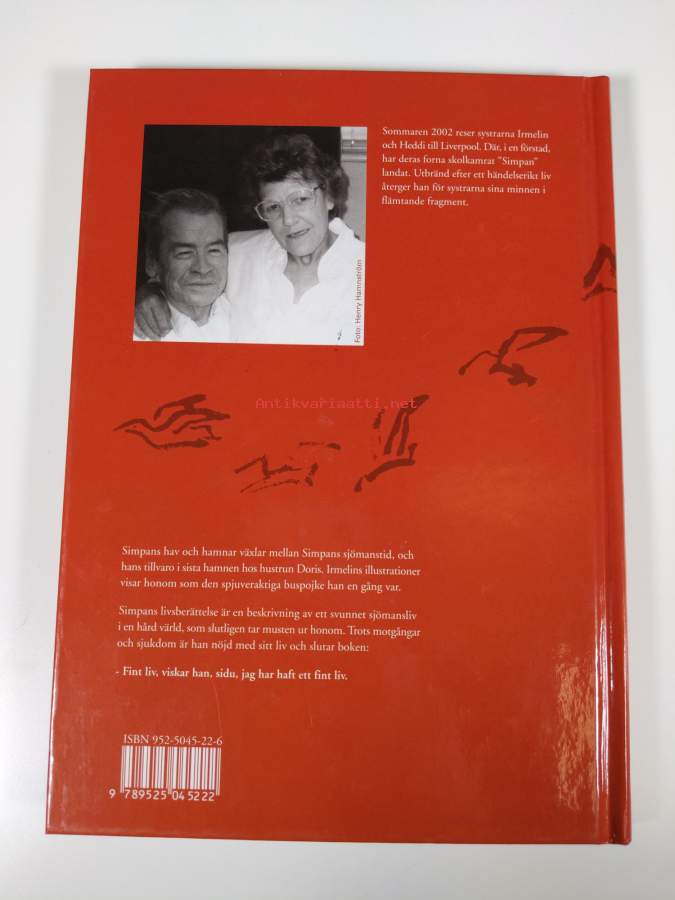 Sommaren 2002 reser systrarna Irmelin
och Heddi till Liverpool. Där, i en förstad,
har deras forna skolkamrat "Simpan"
landat. Utbränd efter ett händelserikt liv
återger han för systrarna sina minnen i
flämtande fragment.
Foto: Henry Hamnström
Antikvariaatti.net
Simpans hav och hamnar växlar mellan Simpans sjömanstid, och
hans tillvaro i sista hamnen hos hustrun Doris. Irmelins illustrationer
visar honom som den spjuveraktiga buspojke han en gång var.
Simpans livsberättelse är en beskrivning av ett svunnet sjömansliv
i en hård värld, som slutligen tar musten ur honom. Trots motgångar
och sjukdom är han nöjd med sitt liv och slutar boken:
- Fint liv, viskar han, sidu, jag har haft ett fint liv.
ISBN 952-5045-22-6
9 789525 045222